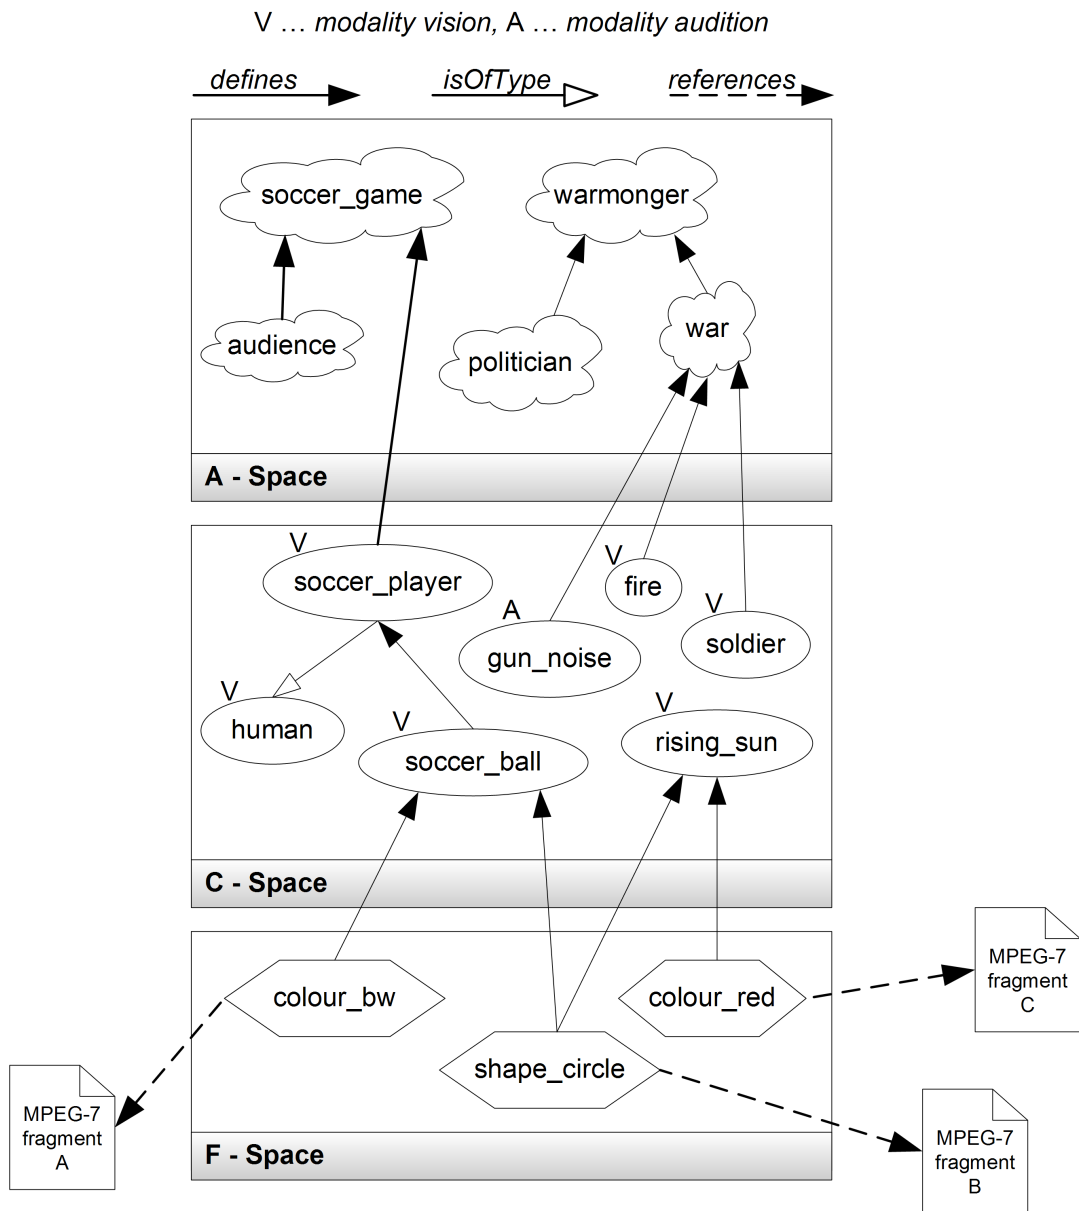 V … modality vision, A … modality audition
defines
isOfType
references
soccer_game
warmonger
audience
politician
war
A - Space
V
soccer_player
V
fire
A
gun_noise
V
soldier
V
human
V
soccer_ball
V
rising_sun
C - Space
colour_bw
colour_red
shape_circle
F - Space
MPEG-7
fragment
A
MPEG-7
fragment
C
MPEG-7
fragment
B